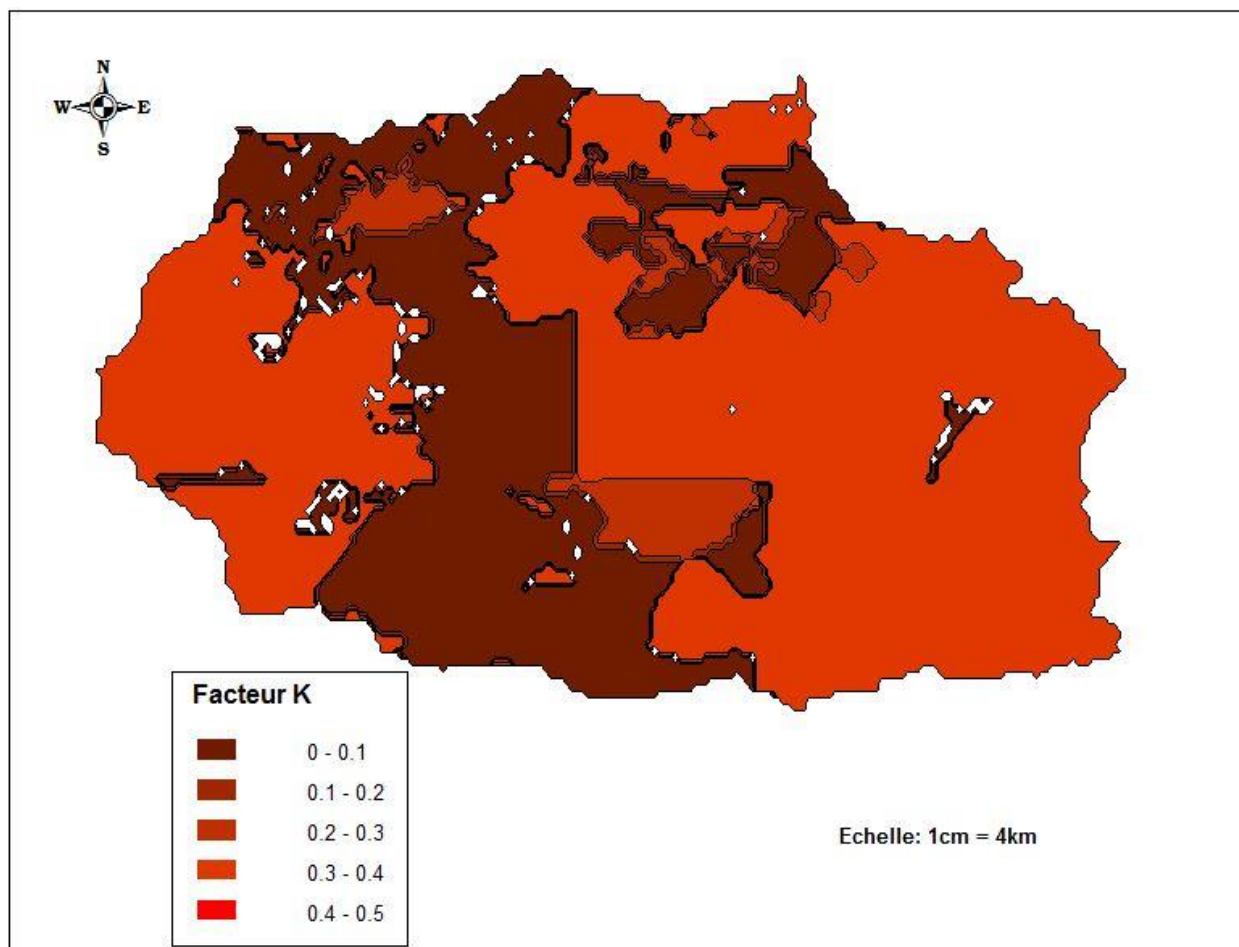 N
W E
S
Facteur K
0 - 0.1
0.1 - 0.2
0.2 - 0.3
0.3 - 0.4
0.4 - 0.5
Echelle: 1cm = 4km